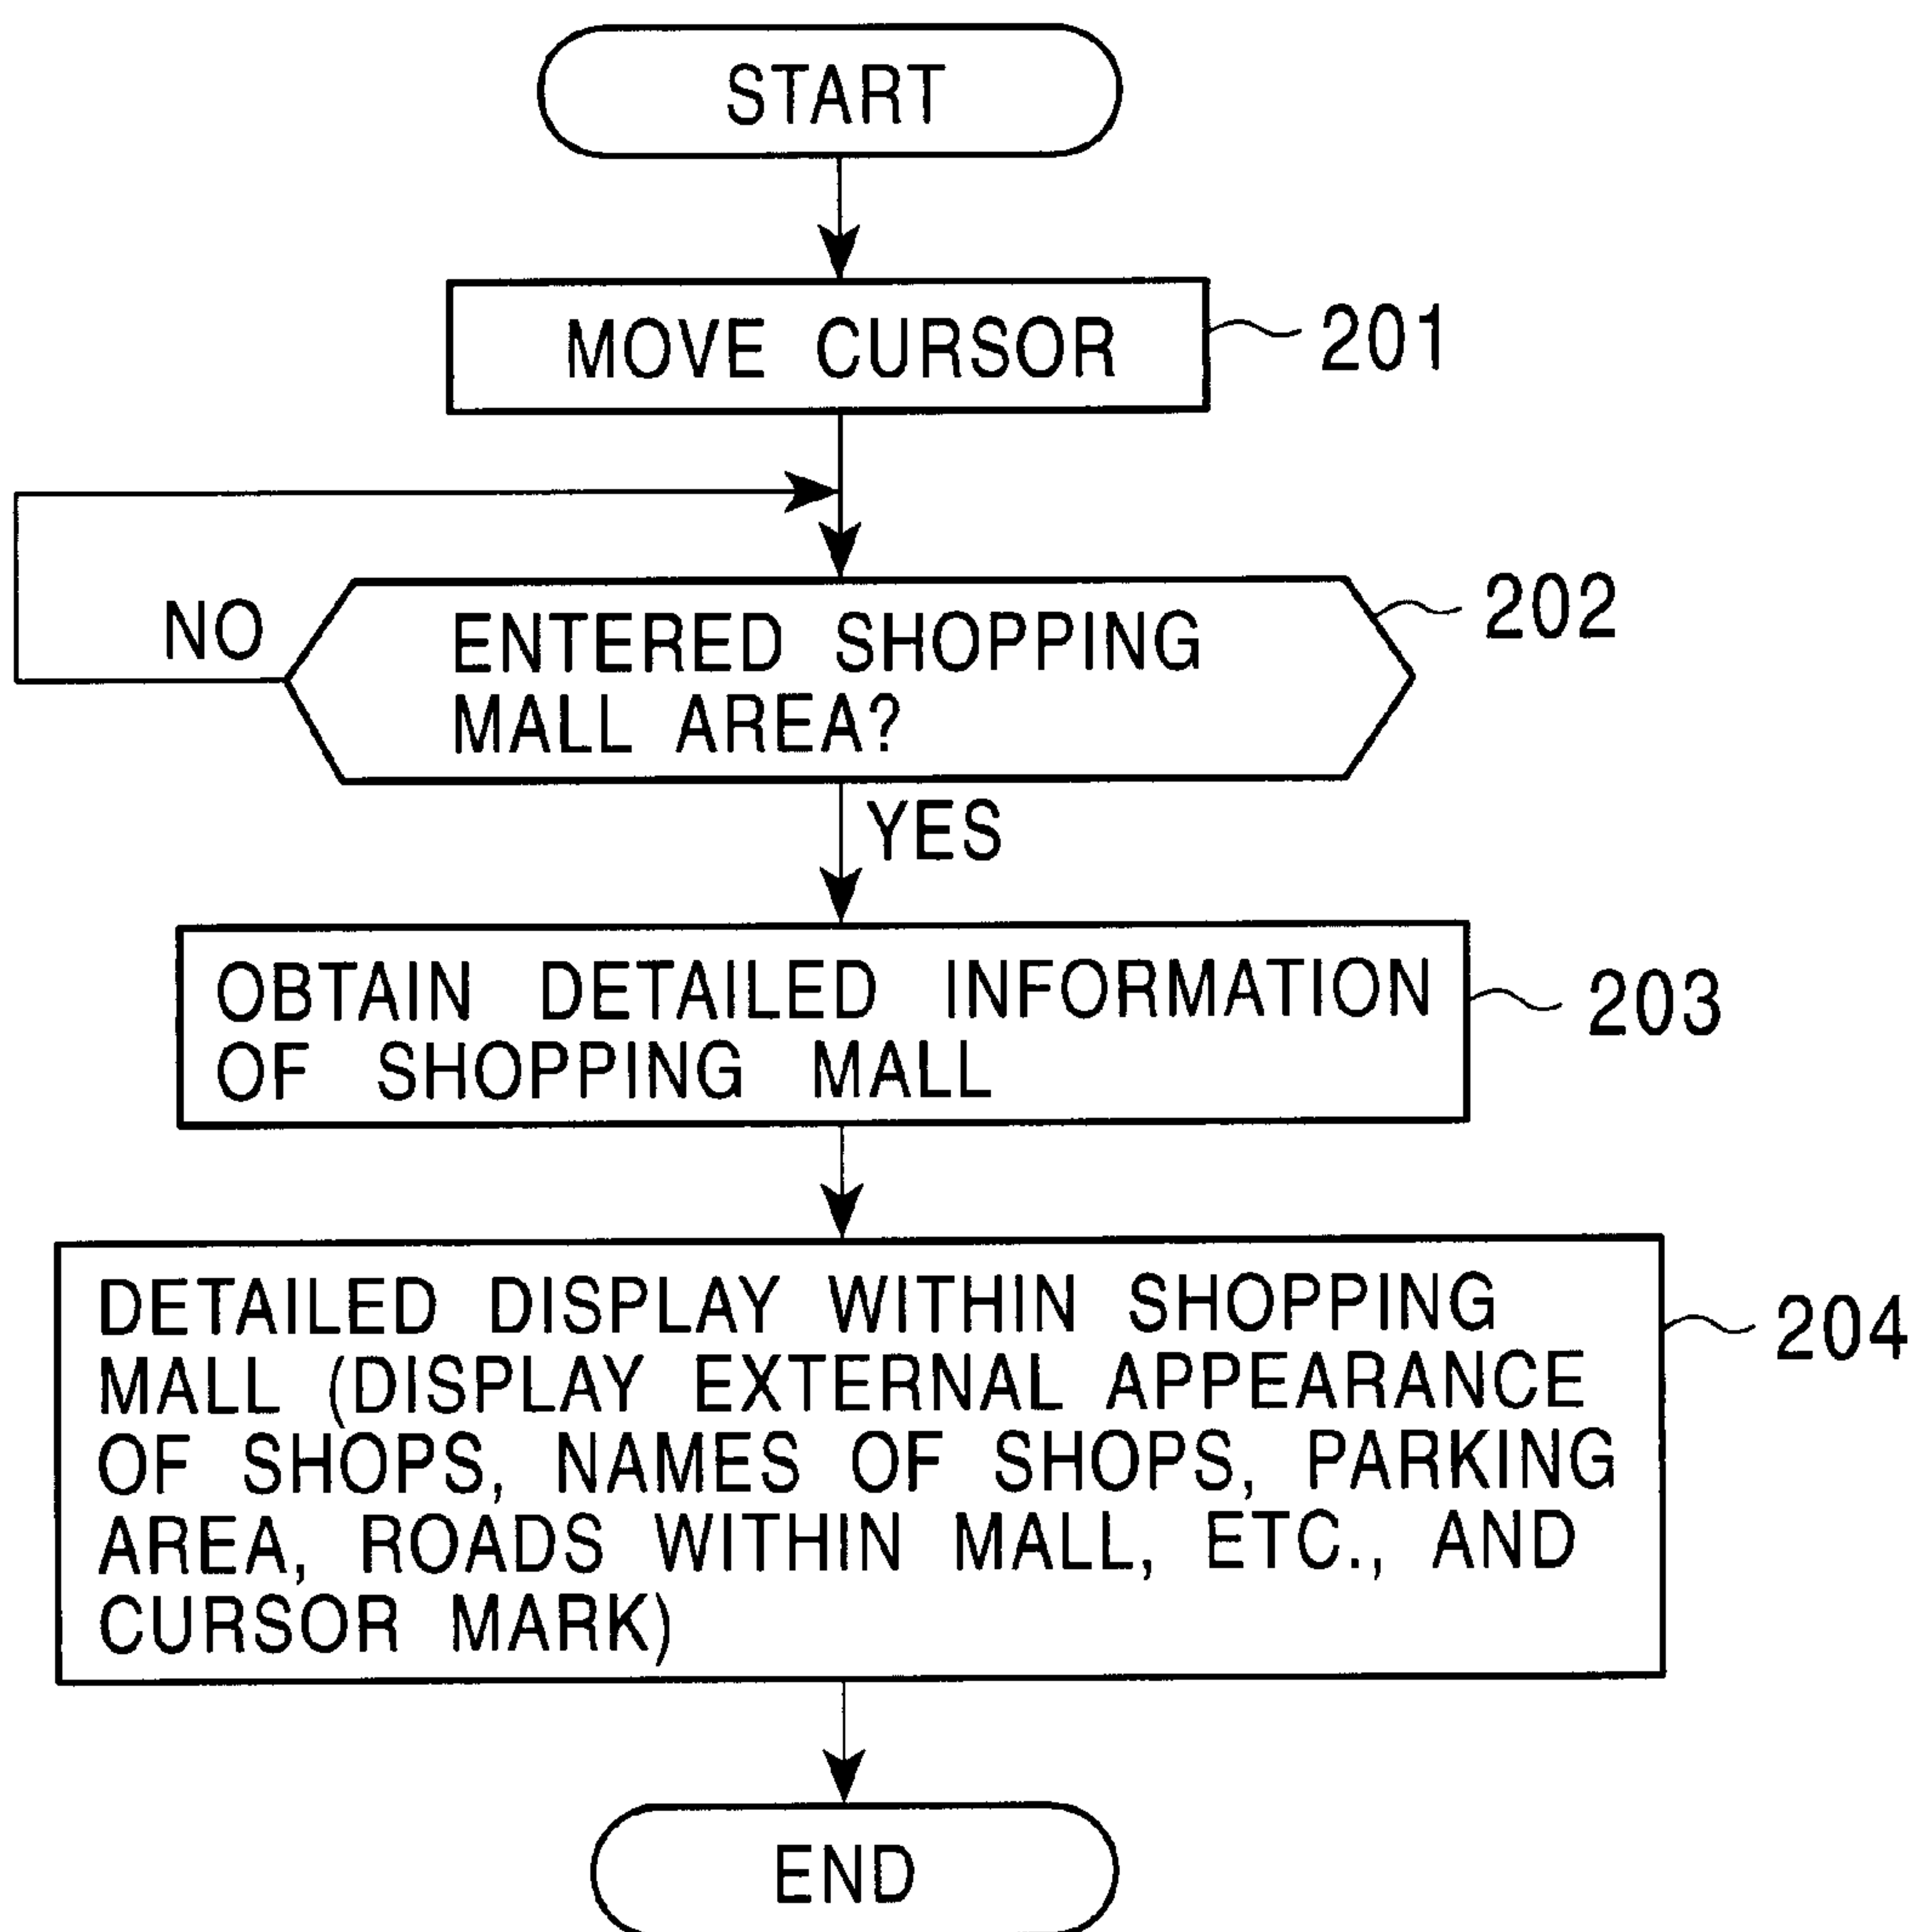 START
MOVE CURSOR
201
202
NO
ENTERED SHOPPING
MALL AREA?
YES
OBTAIN DETAILED INFORMATION
OF SHOPPING MALL
203
DETAILED DISPLAY WITHIN SHOPPING
MALL (DISPLAY EXTERNAL APPEARANCE
OF SHOPS, NAMES OF SHOPS, PARKING
AREA, ROADS WITHIN MALL, ETC., AND
CURSOR MARK)
204
END